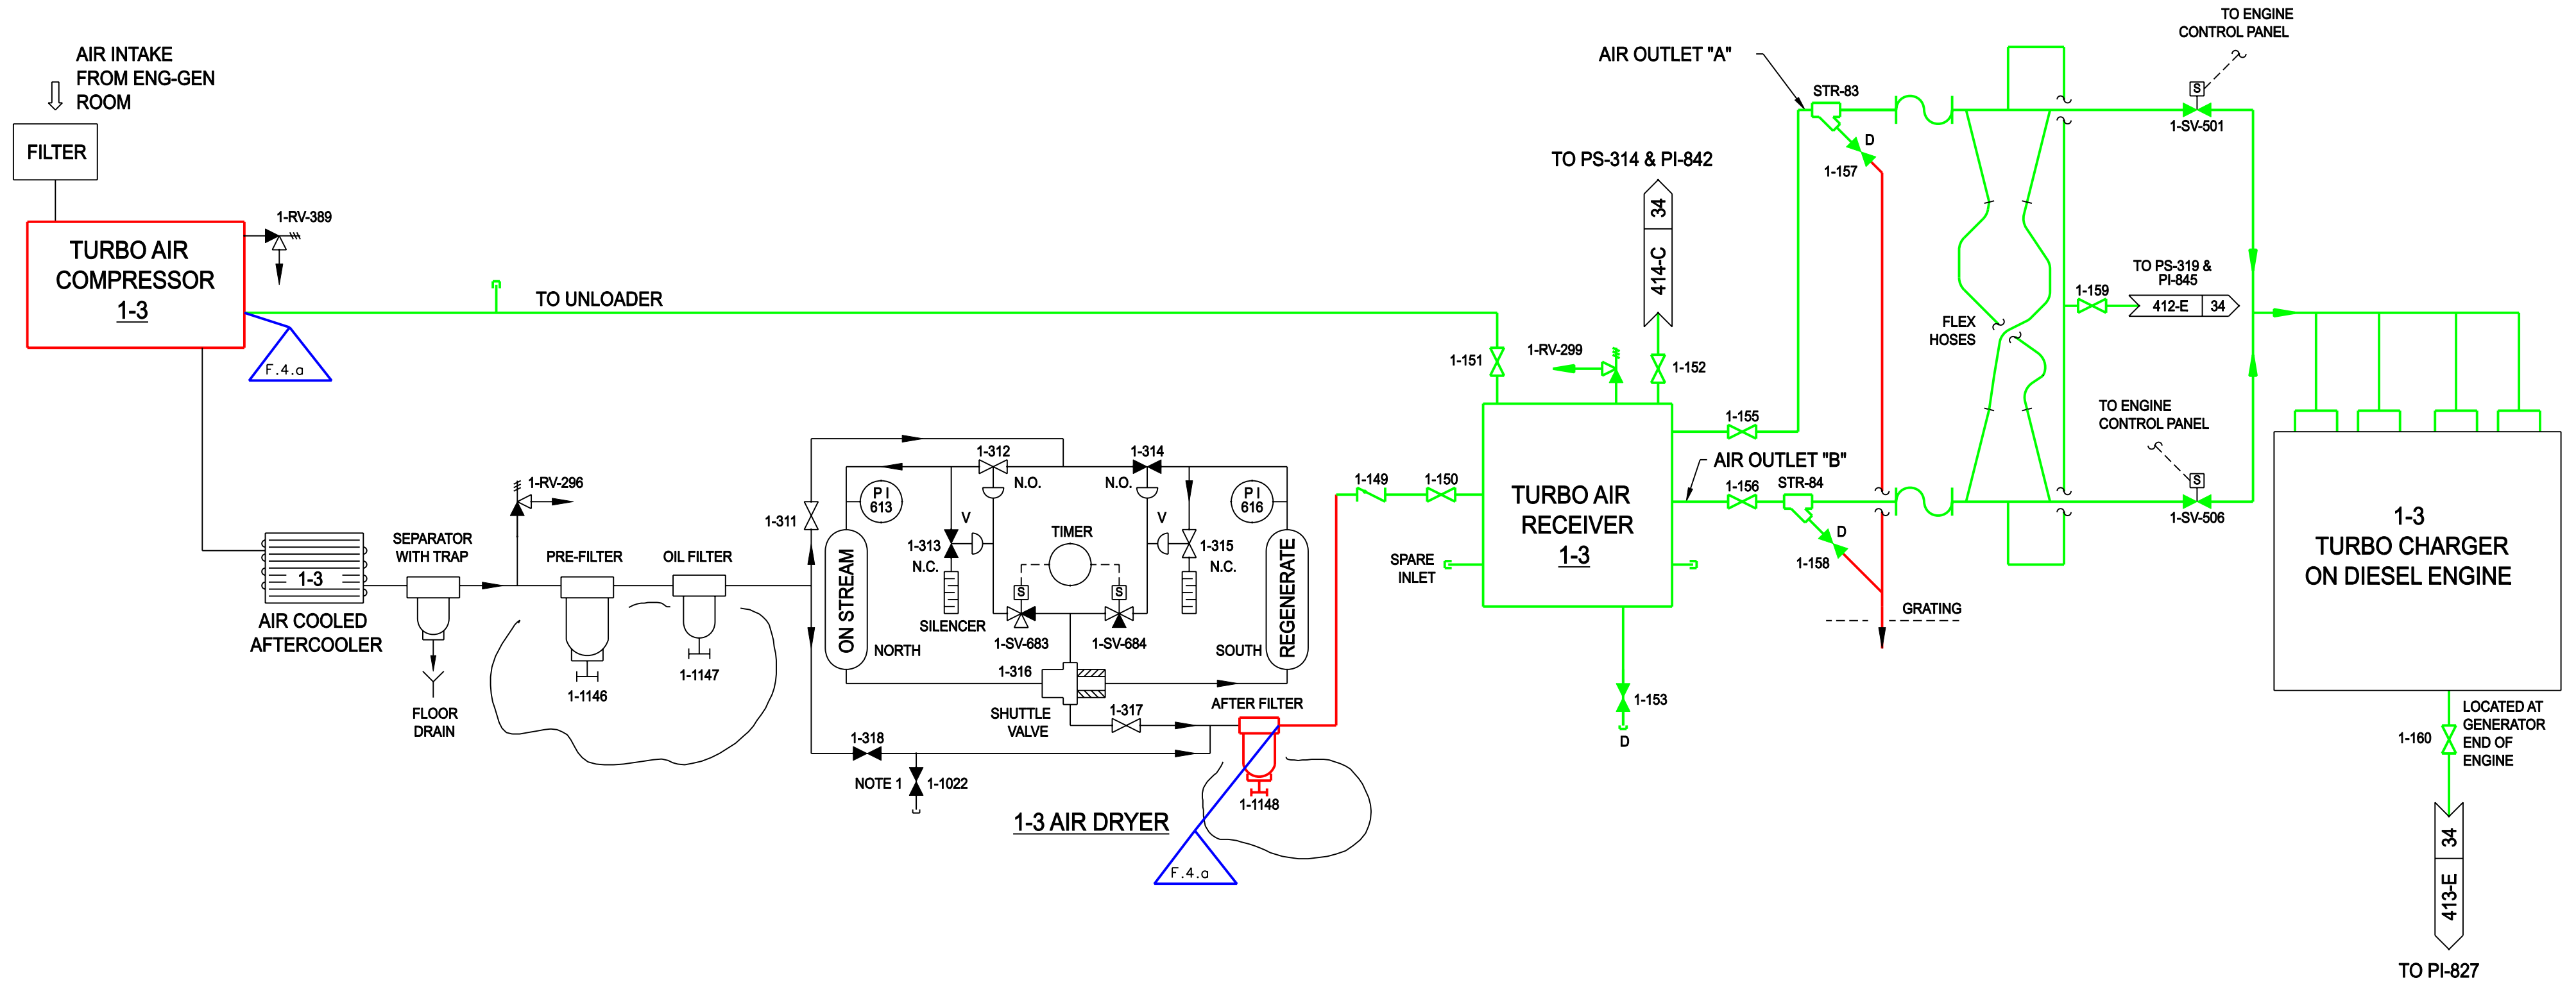 AIR INTAKE
FROM ENG-GEN
ROOM
FILTER
TURBO AIR
COMPRESSOR
1-3
1-RV-389
F.4.a
TO UNLOADER
1-3
AIR COOLED
AFTERCOOLER
SEPARATOR
WITH TRAP
FLOOR
DRAIN
1-RV-296
PRE-FILTER
1-1146
OIL FILTER
1-1147
1-311
1-318
NOTE 1
1-1022
ON STREAM
NORTH
PI
613
1-312
N.O.
V
1-313
N.C.
SILENCER
TIMER
S
1-SV-683
S
1-SV-684
1-314
N.O.
V
1-315
N.C.
PI
616
SOUTH
REGENERATE
1-316
SHUTTLE
VALVE
1-317
AFTER FILTER
1-1148
1-3 AIR DRYER
F.4.a
1-149
1-150
1-151
1-RV-299
1-152
TO PS-314 & PI-842
34
414-C
TURBO AIR
RECEIVER
1-3
SPARE
INLET
1-153
D
1-155
AIR OUTLET "A"
STR-83
D
1-157
AIR OUTLET "B"
1-156
STR-84
D
1-158
GRATING
FLEX
HOSES
1-159
TO PS-319 &
PI-845
412-E
34
TO ENGINE
CONTROL PANEL
S
1-SV-501
TO ENGINE
CONTROL PANEL
S
1-SV-506
1-3
TURBO CHARGER
ON DIESEL ENGINE
1-160
LOCATED AT
GENERATOR
END OF
ENGINE
34
413-E
TO PI-827